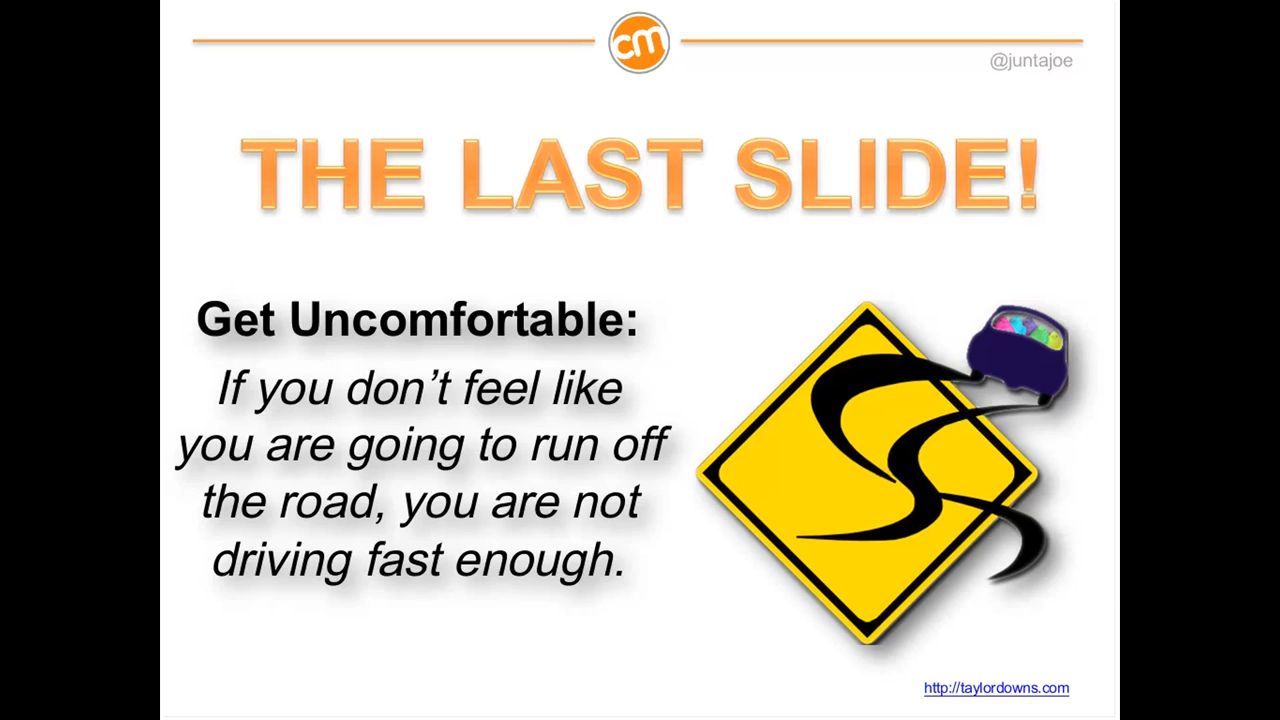 cm
@juntajoe
THE LAST SLIDE!
Get Uncomfortable:
If you don’t feel like
you are going to run off
the road, you are not
driving fast enough.
http://taylordowns.com